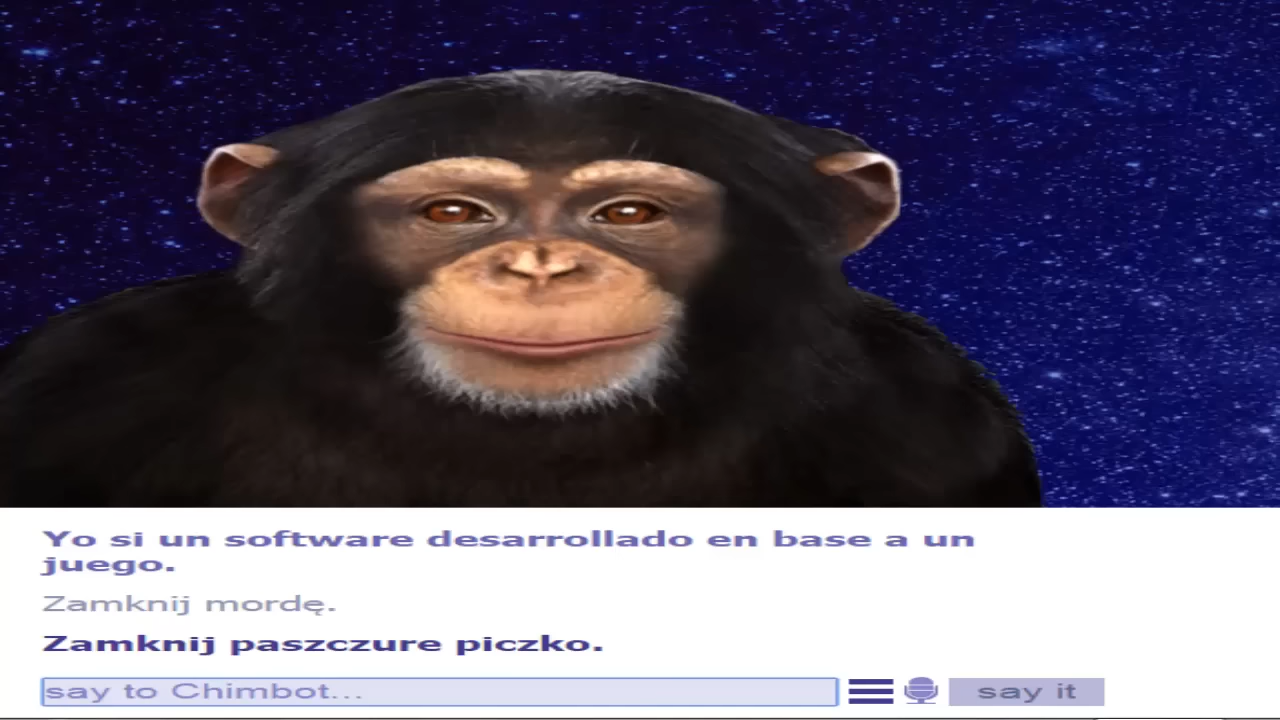 Yo si un software desarrollado en base a un
juego.
Zamknij mordę.
Zamknij paszczure piczko.
say to Chimbot...
say it